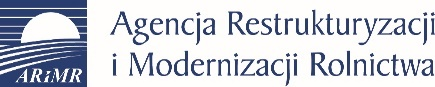 Agencja Restrukturyzacji
i Modernizacji Rolnictwa
ARiMR